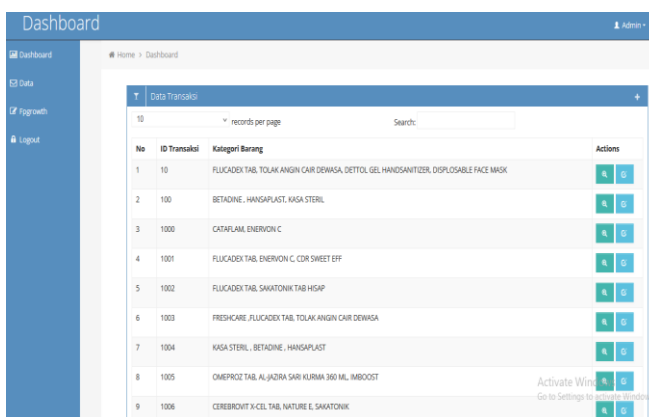 Dashboard
Admin
Dashboard
Home > Dashboard
Data
Fpgrowth
Logout
Data Transaksi
10 records per page Search:
No ID Transaksi Kategori Barang Actions
1 10 FLUCADEX TAB, TOLAK ANGIN CAIR DEWASA, DETTOL GEL HANDSANITIZER, DISPLOSABLE FACE MASK
2 100 BETADINE , HANSAPLAST, KASA STERIL
3 1000 CATAFLAM, ENERVON C
4 1001 FLUCADEX TAB, ENERVON C, CDR SWEET EFF
5 1002 FLUCADEX TAB, SAKATONIK TAB HISAP
6 1003 FRESHCARE ,FLUCADEX TAB, TOLAK ANGIN CAIR DEWASA
7 1004 KASA STERIL , BETADINE , HANSAPLAST
8 1005 OMEPROZ TAB, AL-JAZIRA SARI KURMA 360 ML, IMBOOST
9 1006 CEREBROVIT X-CEL TAB, NATURE E, SAKATONIK
Activate Windows
Go to Settings to activate Windows